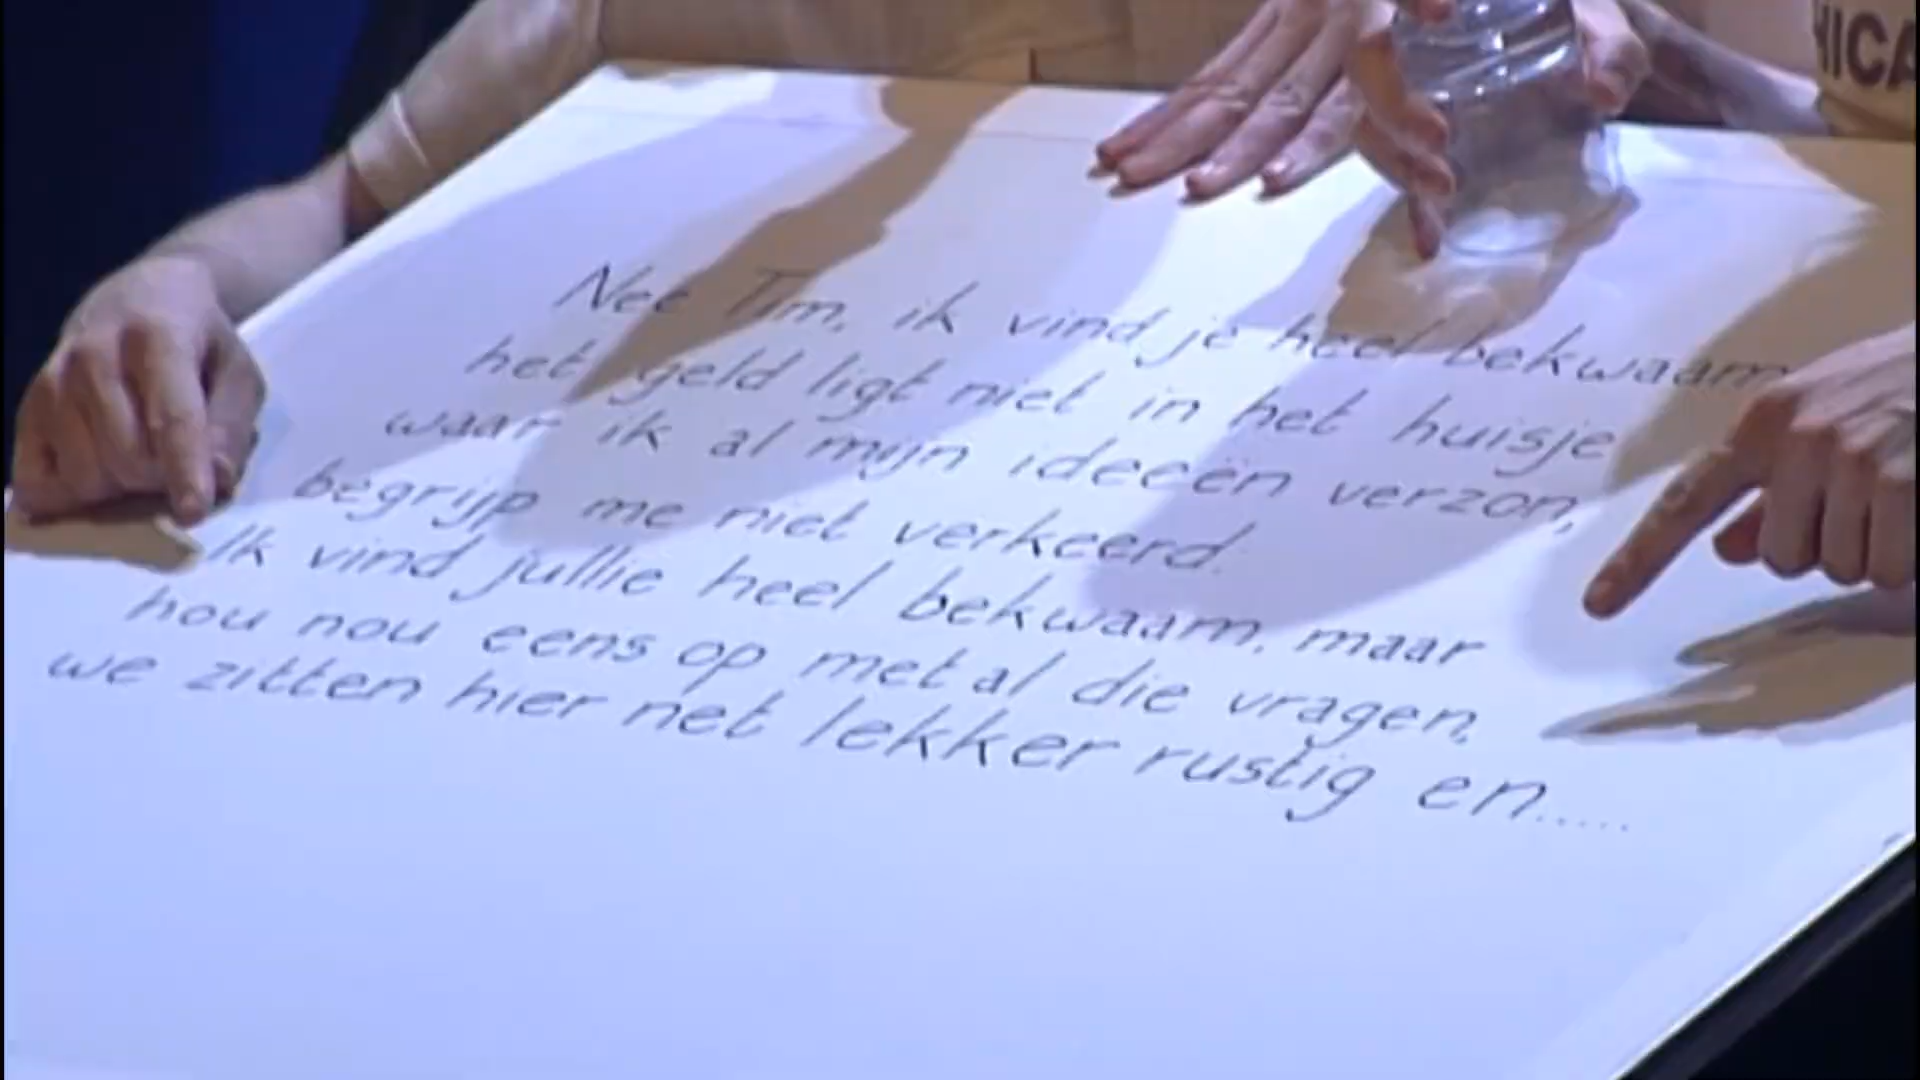 HICA
Nee Tim, ik vind je heel bekwaam
het geld ligt niet in het huisje
waar ik al mijn ideeën verzon,
begrijp me niet verkeerd.
Ik vind jullie heel bekwaam, maar
hou nou eens op met al die vragen,
we zitten hier net lekker rustig en.....